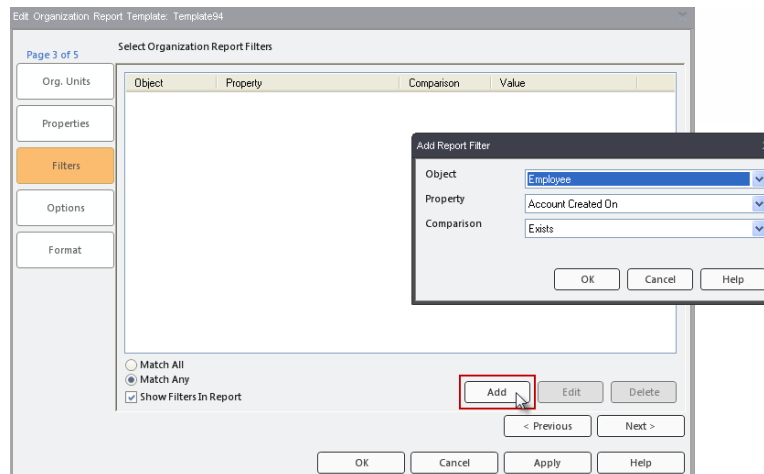 Edit Organization Report Template: Template94
Page 3 of 5
Select Organization Report Filters
Org. Units
Properties
Filters
Options
Format
Object Property Comparison Value
Add Report Filter
Object Employee
Property Account Created On
Comparison Exists
OK Cancel Help
Match All
Match Any
Show Filters In Report
Add Edit Delete
< Previous Next >
OK Cancel Apply Help